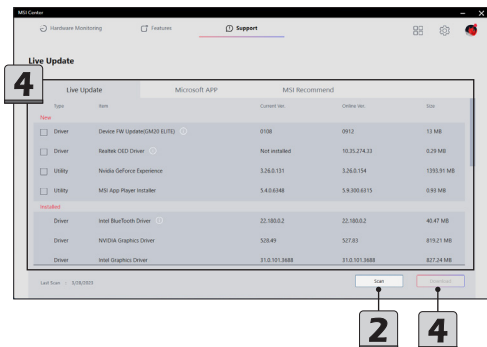 MSI Center
Hardware Monitoring Features Support
Live Update
4
Live Update Microsoft APP MSI Recommend
Type Item Current Ver. Online Ver. Size
New
Driver Device FW Update(GM20 ELITE) 0108 0912 13 MB
Driver Realtek OED Driver Not installed 10.35.274.33 0.29 MB
Utility Nvidia GeForce Experience 3.26.0.131 3.26.0.154 1393.91 MB
Utility MSI App Player Installer 5.4.0.6348 5.9.300.6315 0.93 MB
Installed
Driver Intel BlueTooth Driver 22.180.0.2 22.180.0.2 40.47 MB
Driver NVIDIA Graphics Driver 528.49 527.83 819.21 MB
Driver Intel Graphics Driver 31.0.101.3688 31.0.101.3688 827.24 MB
Last Scan : 3/28/2023 Scan Download
2 4